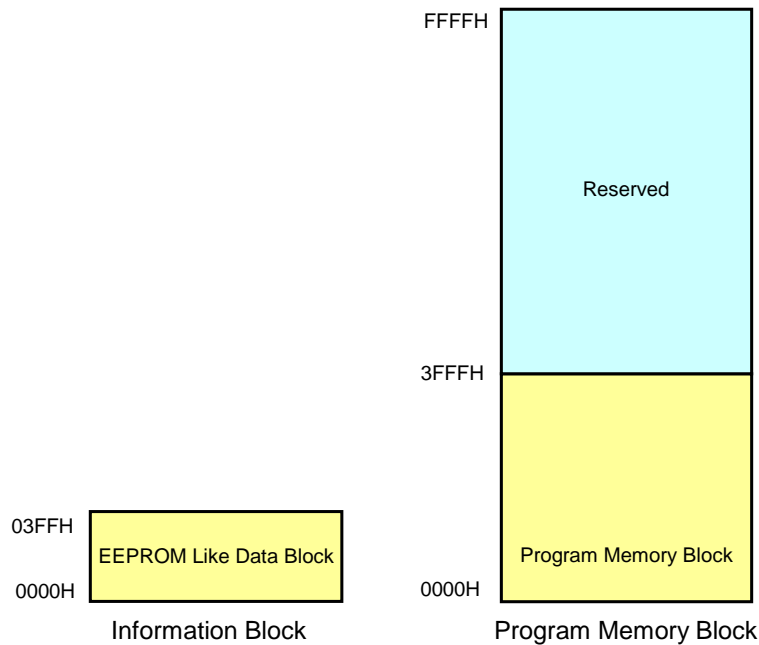 FFFFH
Reserved
3FFFH
03FFH
EEPROM Like Data Block
Program Memory Block
0000H
0000H
Information Block
Program Memory Block